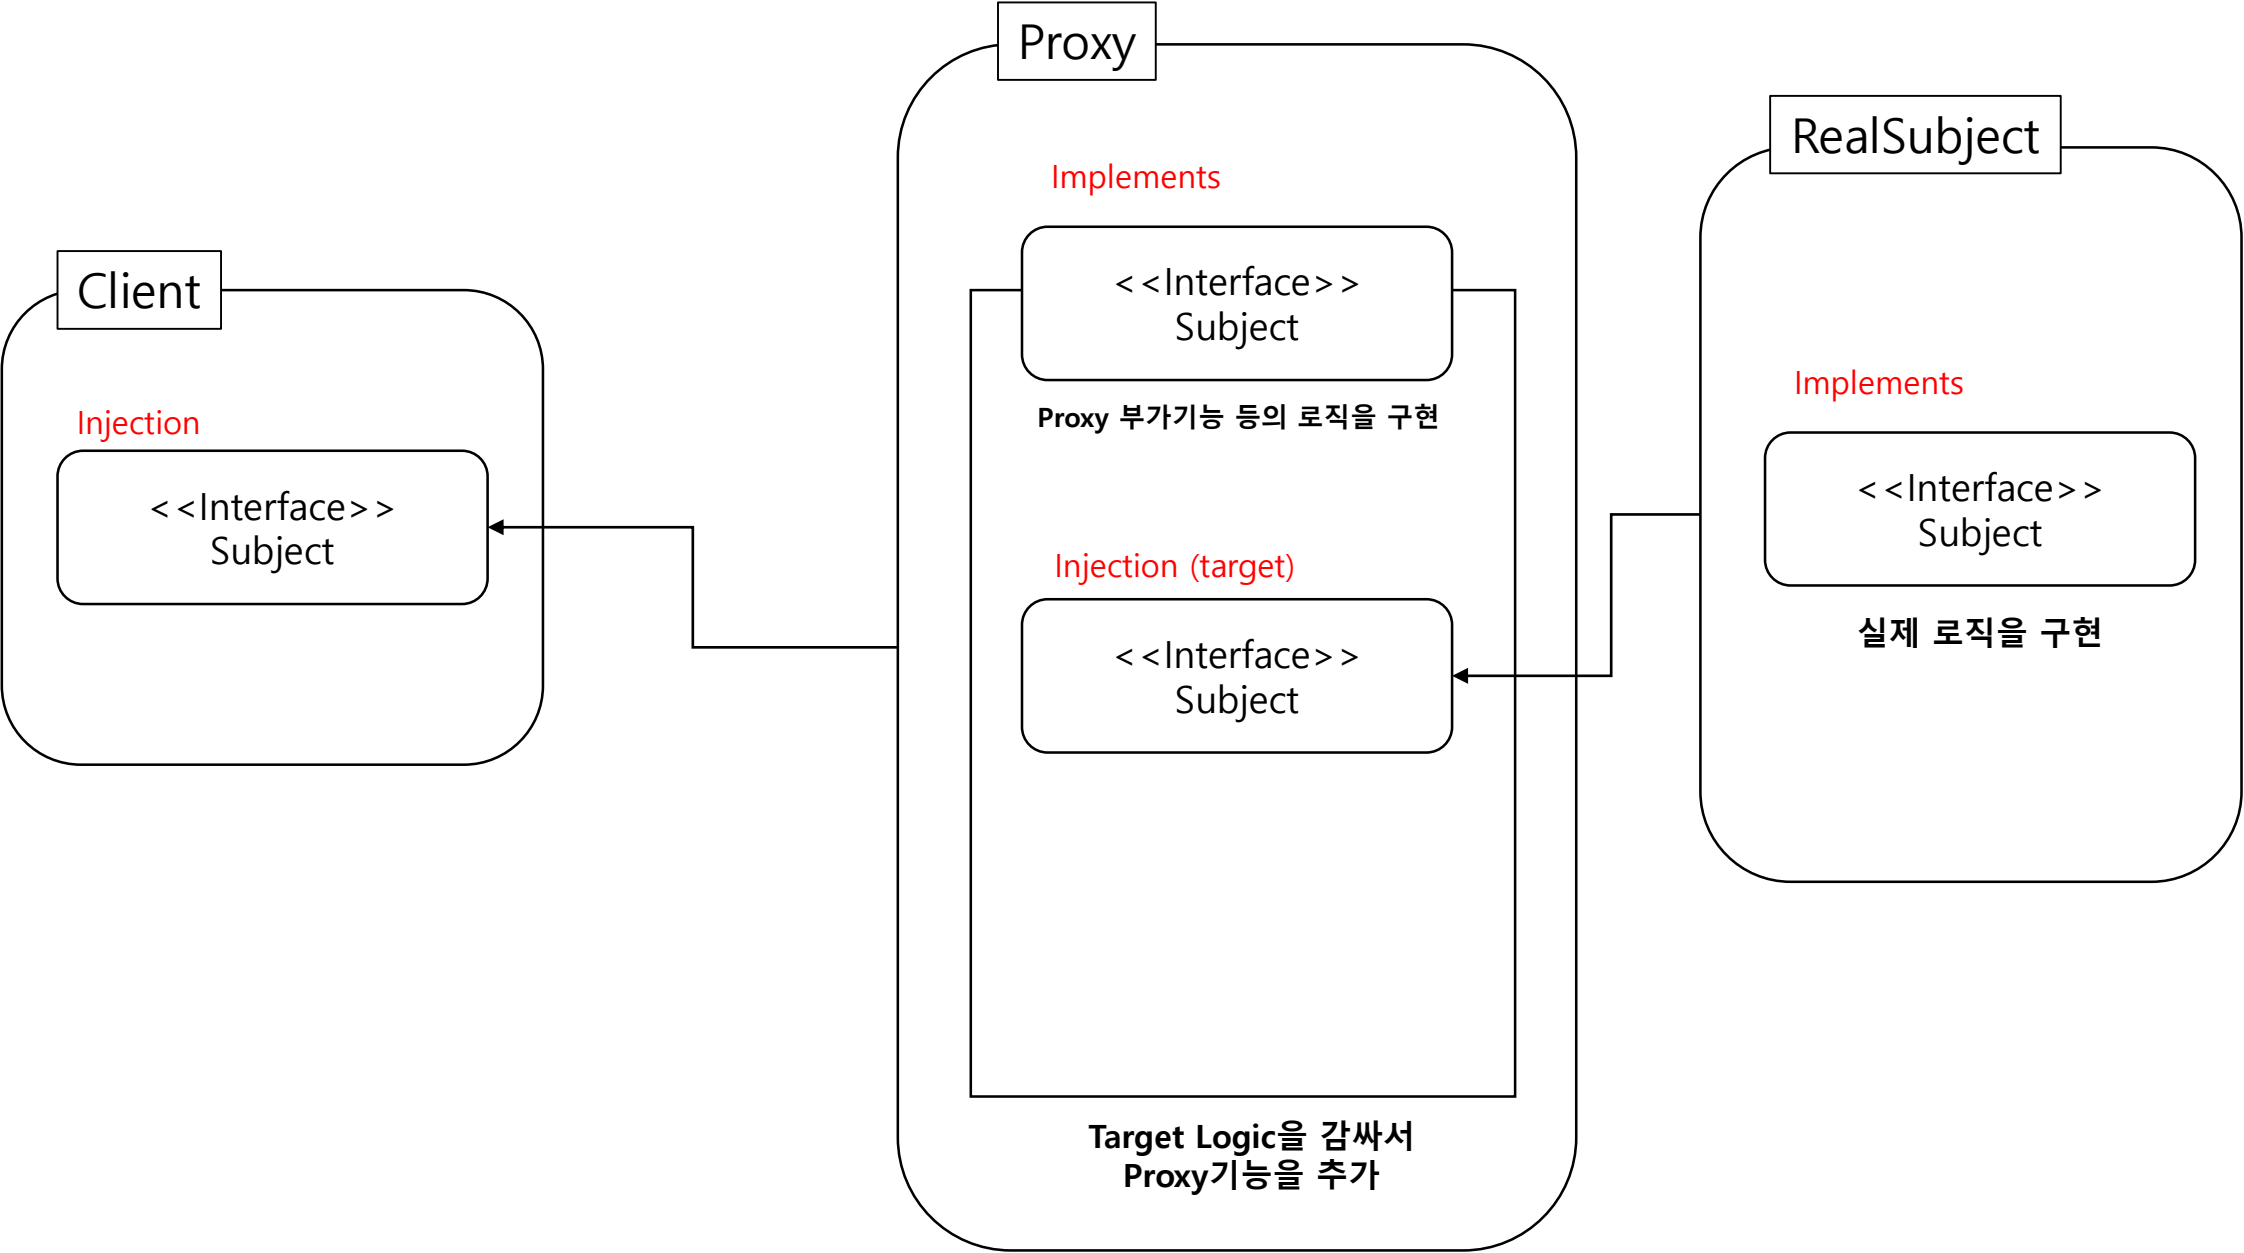 Client
Injection
<<Interface>>
Subject
Proxy
Implements
<<Interface>>
Subject
Proxy 부가기능 등의 로직을 구현
Injection (target)
<<Interface>>
Subject
Target Logic을 감싸서
Proxy기능을 추가
RealSubject
Implements
<<Interface>>
Subject
실제 로직을 구현